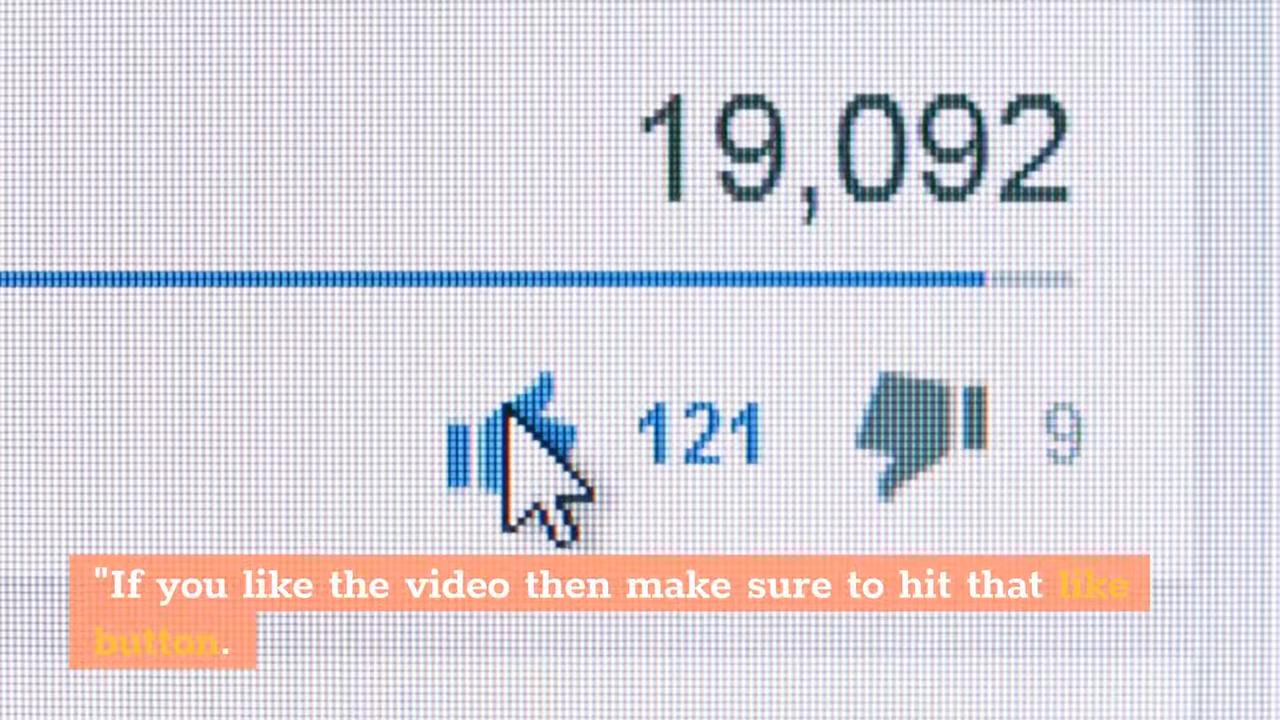 19,092
121 9
"If you like the video then make sure to hit that like
button.